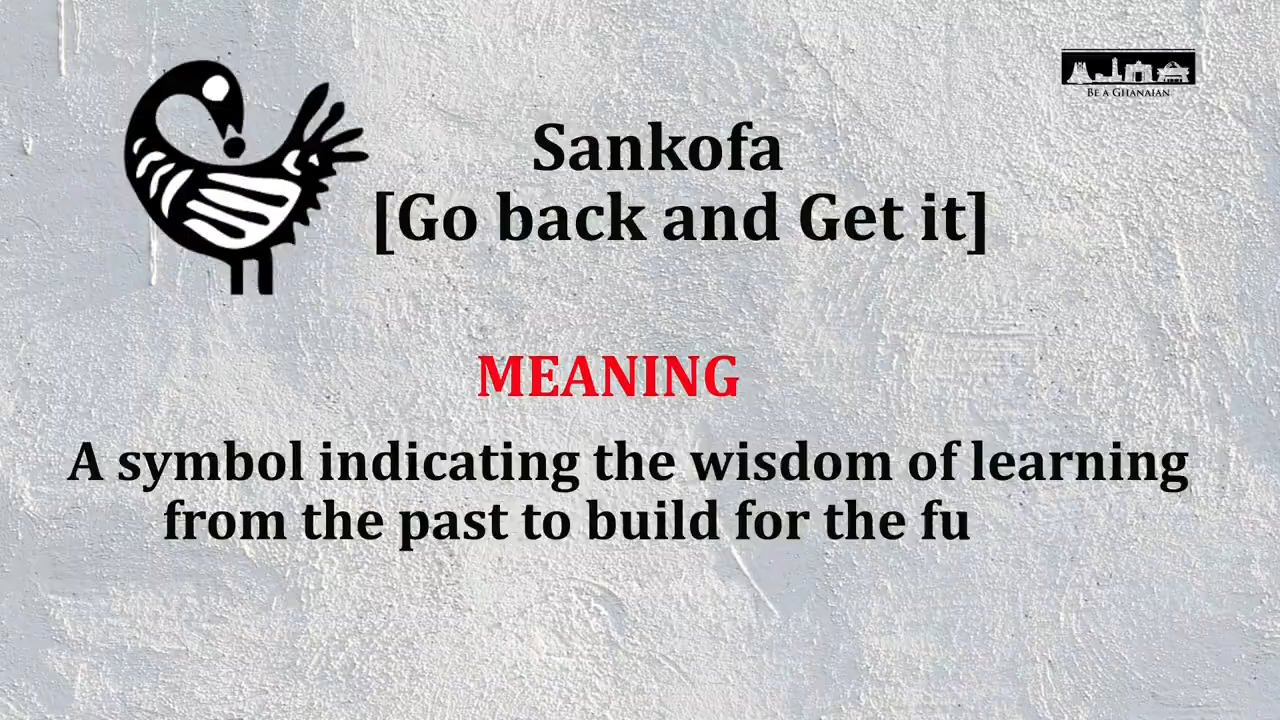 BE A GHANAIAN
Sankofa
[Go back and Get it]
MEANING
A symbol indicating the wisdom of learning
from the past to build for the fu